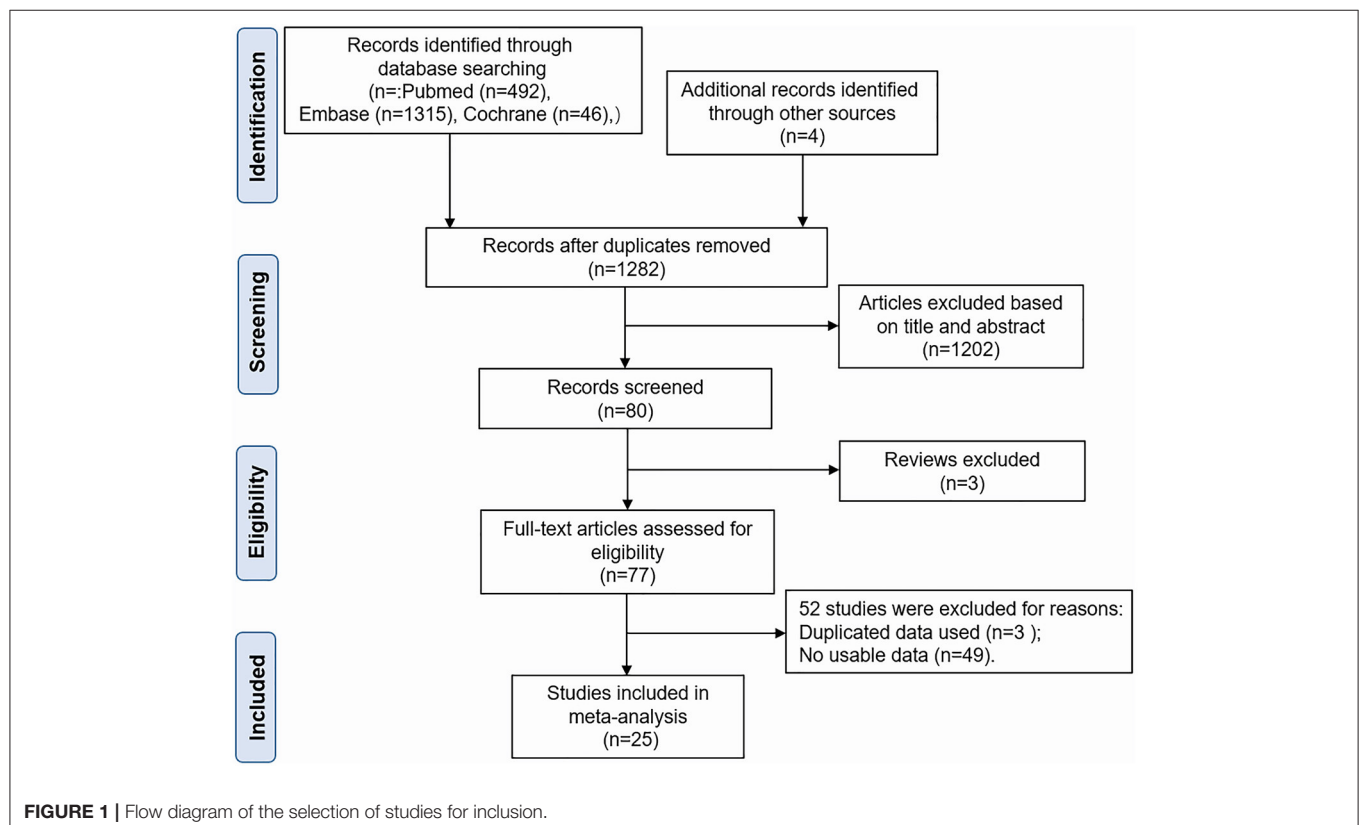 Identification
Records identified through
database searching
(n=:Pubmed (n=492),
Embase (n=1315), Cochrane (n=46),)
Additional records identified
through other sources
(n=4)
Records after duplicates removed
(n=1282)
Screening
Articles excluded based
on title and abstract
(n=1202)
Records screened
(n=80)
Eligibility
Reviews excluded
(n=3)
Full-text articles assessed for
eligibility
(n=77)
52 studies were excluded for reasons:
Duplicated data used (n=3 );
No usable data (n=49).
Included
Studies included in
meta-analysis
(n=25)
FIGURE 1 | Flow diagram of the selection of studies for inclusion.